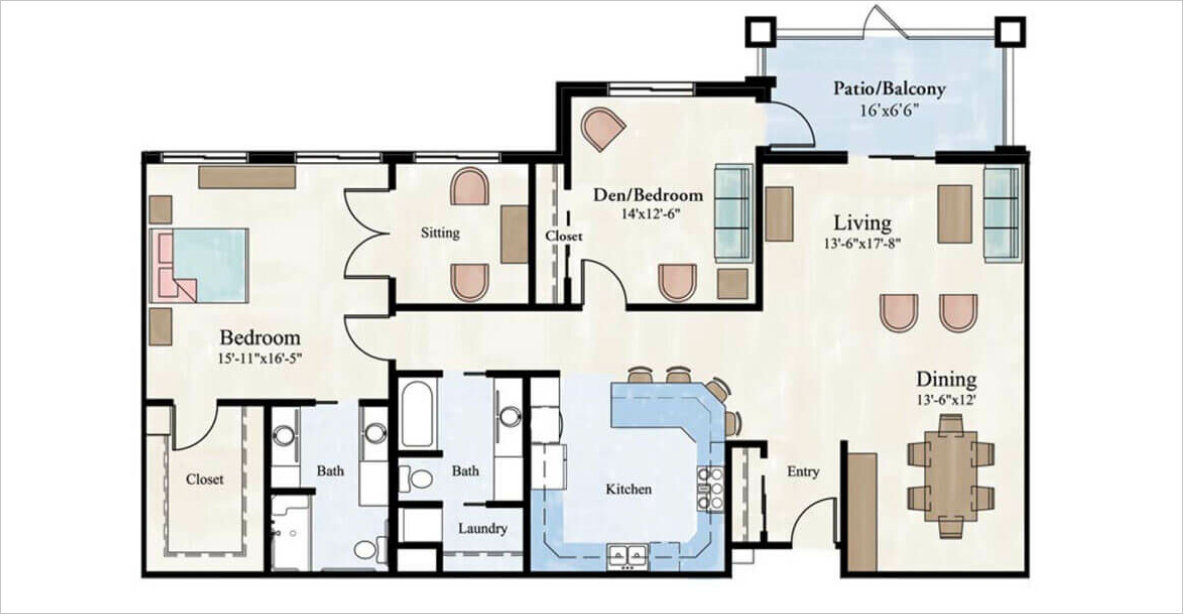 Patio/Balcony
16'x6'6"
Den/Bedroom
14'x12'-6"
Living
13'-6"x17'-8"
Sitting
Closet
Bedroom
15'-11"x16'-5"
Dining
13'-6"x12'
Closet
Bath
Bath
Kitchen
Entry
Laundry